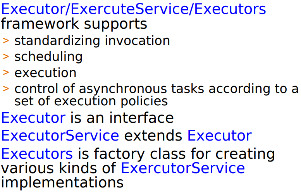 Executor/ExercuteService/Executors
framework supports
> standardizing invocation
> scheduling
> execution
> control of asynchronous tasks according to a
set of execution policies
Executor is an interface
ExecutorService extends Executor
Executors is factory class for creating
various kinds of ExercutorService
implementations